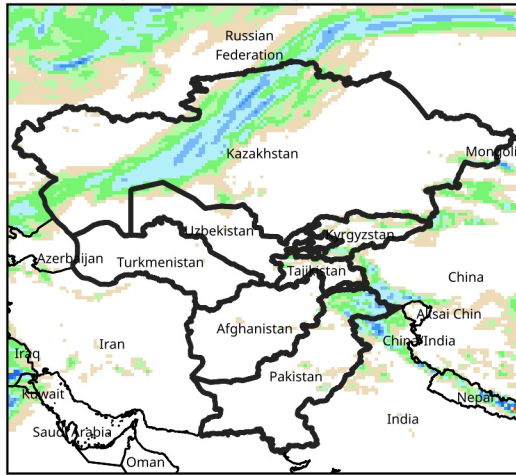 Russian
Federation
Kazakhstan
Mongoli
Uzbekistan
Kyrgyzstan
Azerbaijan
Turkmenistan
Tajikistan
China
Aksai Chin
Afghanistan
China/India
Iran
Iraq
Pakistan
Kuwait
Nepal
India
Saudi Arabia
Oman